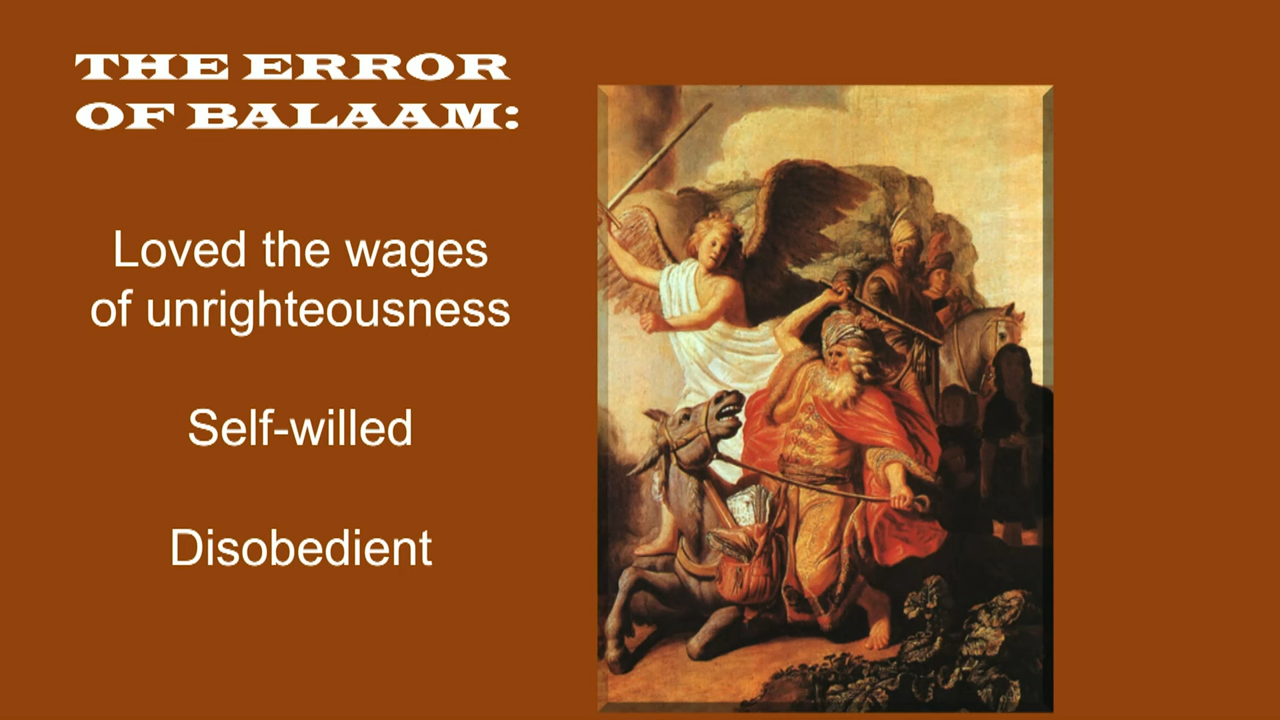 THE ERROR
OF BALAAM:
Loved the wages
of unrighteousness
Self-willed
Disobedient